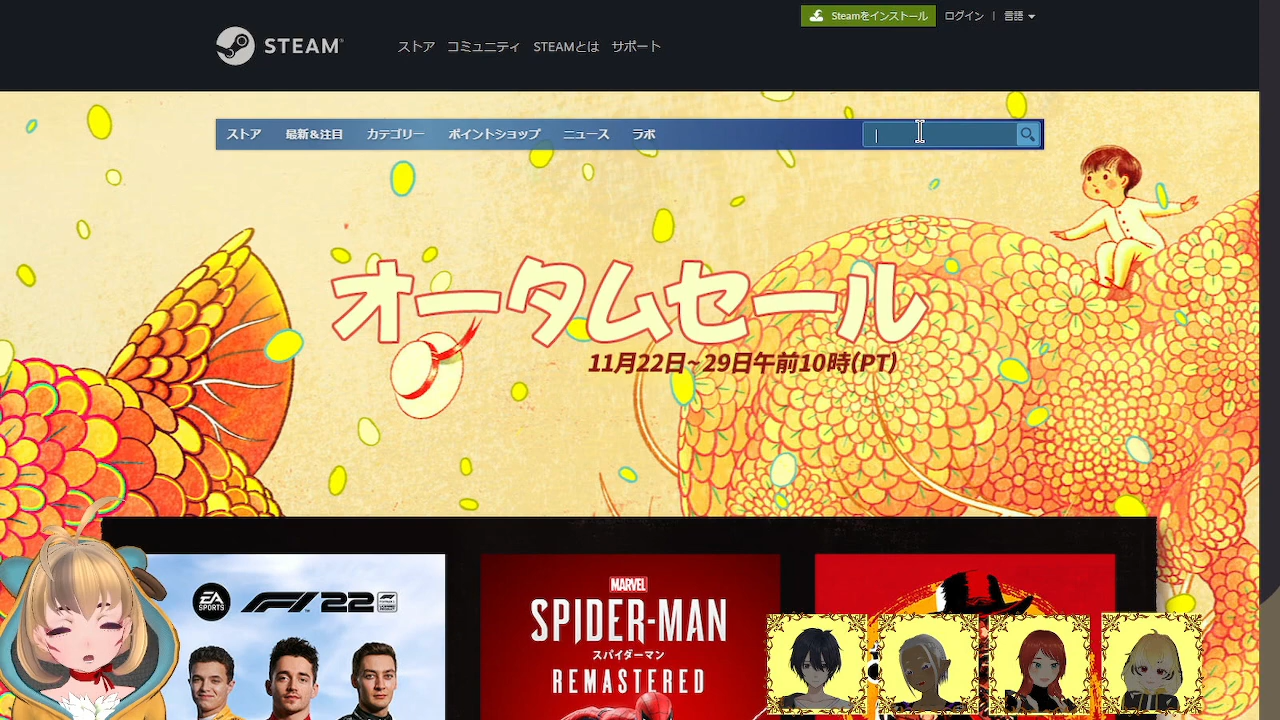 Steamをインストール ログイン | 言語
STEAM® ストア コミュニティ STEAMとは サポート
ストア 最新&注目 カテゴリー ポイントショップ ニュース ラボ
オータムセール
11月22日~29日午前10時(PT)
EA SPORTS F1 22
MARVEL
SPIDER-MAN
スパイダーマン
REMASTERED